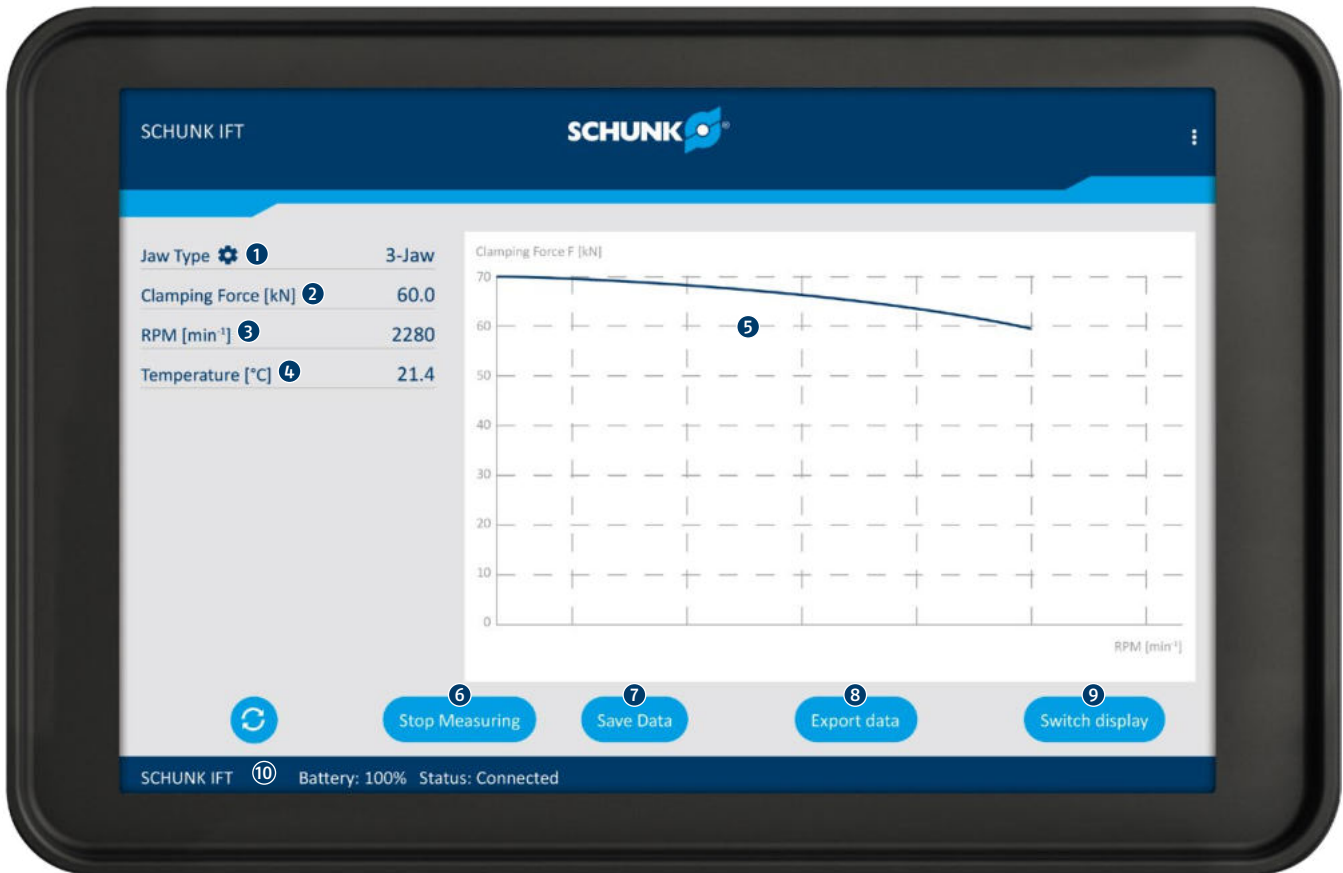 SCHUNK IFT
SCHUNK ®
Jaw Type 1 3-Jaw
Clamping Force [kN] 2 60.0
RPM [min⁻¹] 3 2280
Temperature [°C] 4 21.4
Clamping Force F [kN]
70
60
5
50
40
30
20
10
0
RPM [min⁻¹]
6 7 8 9
Stop Measuring Save Data Export data Switch display
SCHUNK IFT 10 Battery: 100% Status: Connected